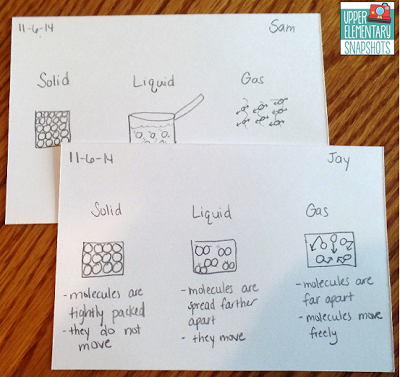 UPPER
ELEMENTARY
SNAPSHOTS
11-6-14 Sam
Solid Liquid Gas
11-6-14 Jay
Solid Liquid Gas
-molecules are
tightly packed
-they do not
move
-molecules are
spread farther
apart
-they move
-molecules are
far apart
-molecules move
freely